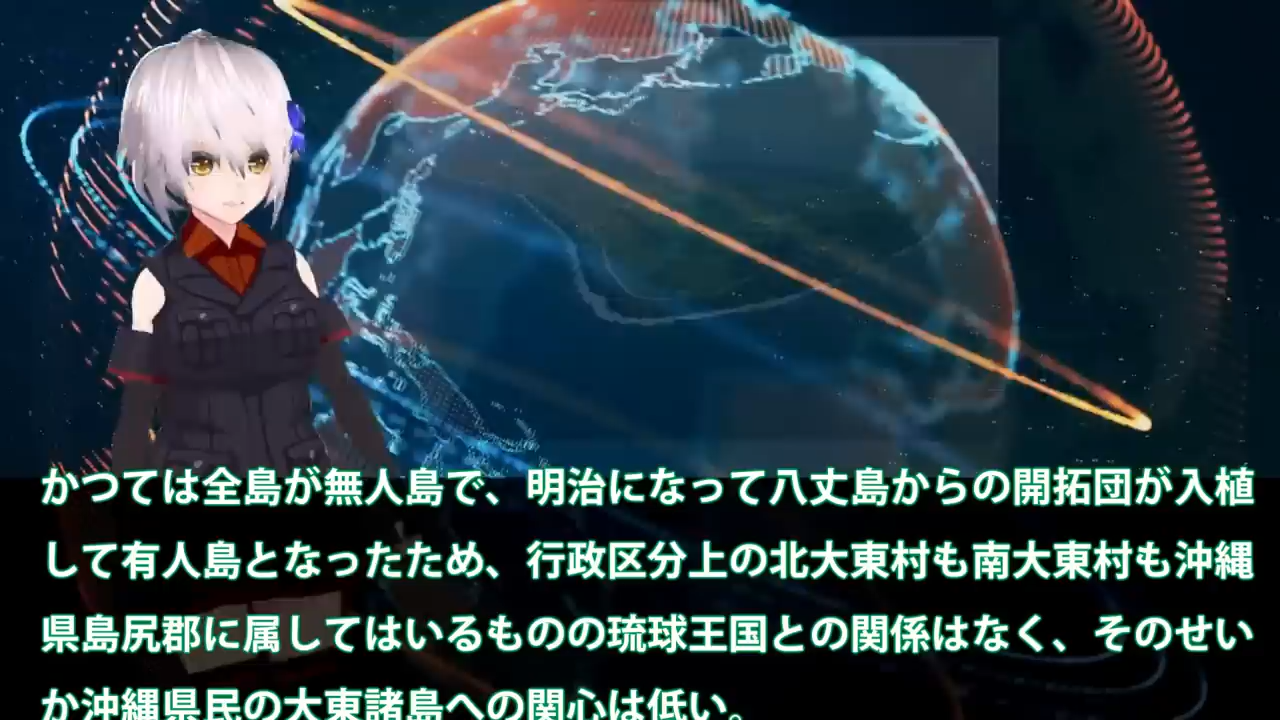 かつては全島が無人島で、明治になって八丈島からの開拓団が入植
して有人島となったため、行政区分上の北大東村も南大東村も沖縄
県島尻郡に属してはいるものの琉球王国との関係はなく、そのせい
か沖縄県民の大東諸島への関心は低い。